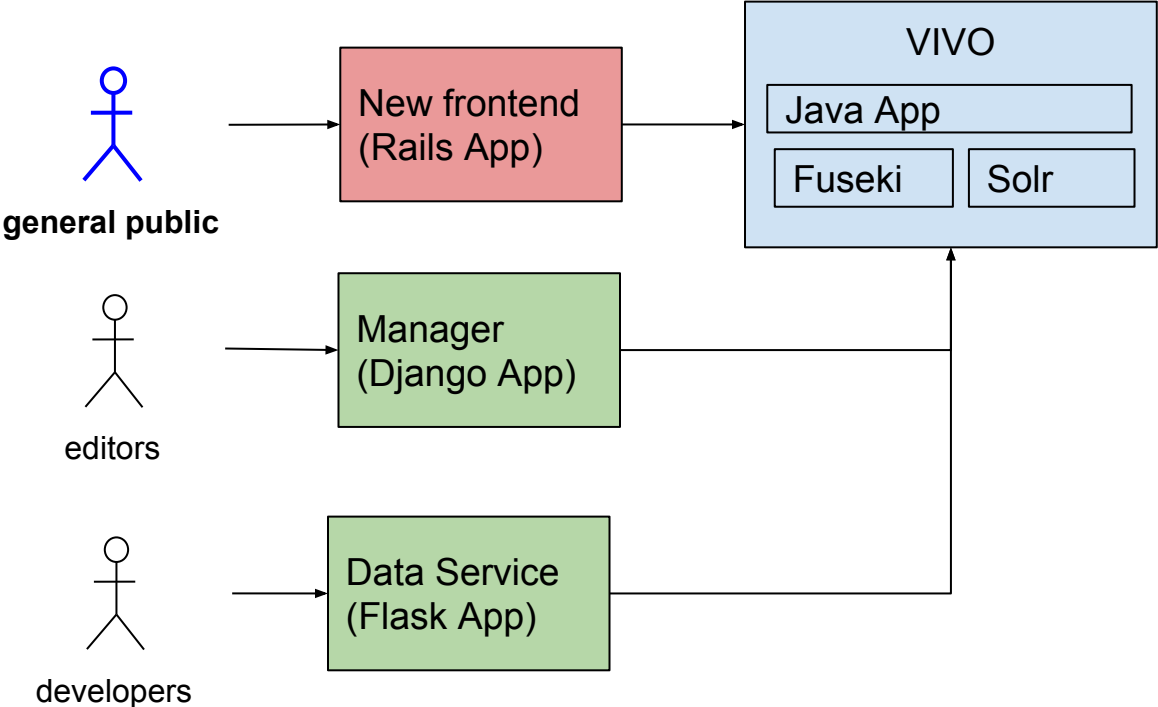 VIVO
Java App
Fuseki
Solr
New frontend
(Rails App)
general public
Manager
(Django App)
editors
Data Service
(Flask App)
developers